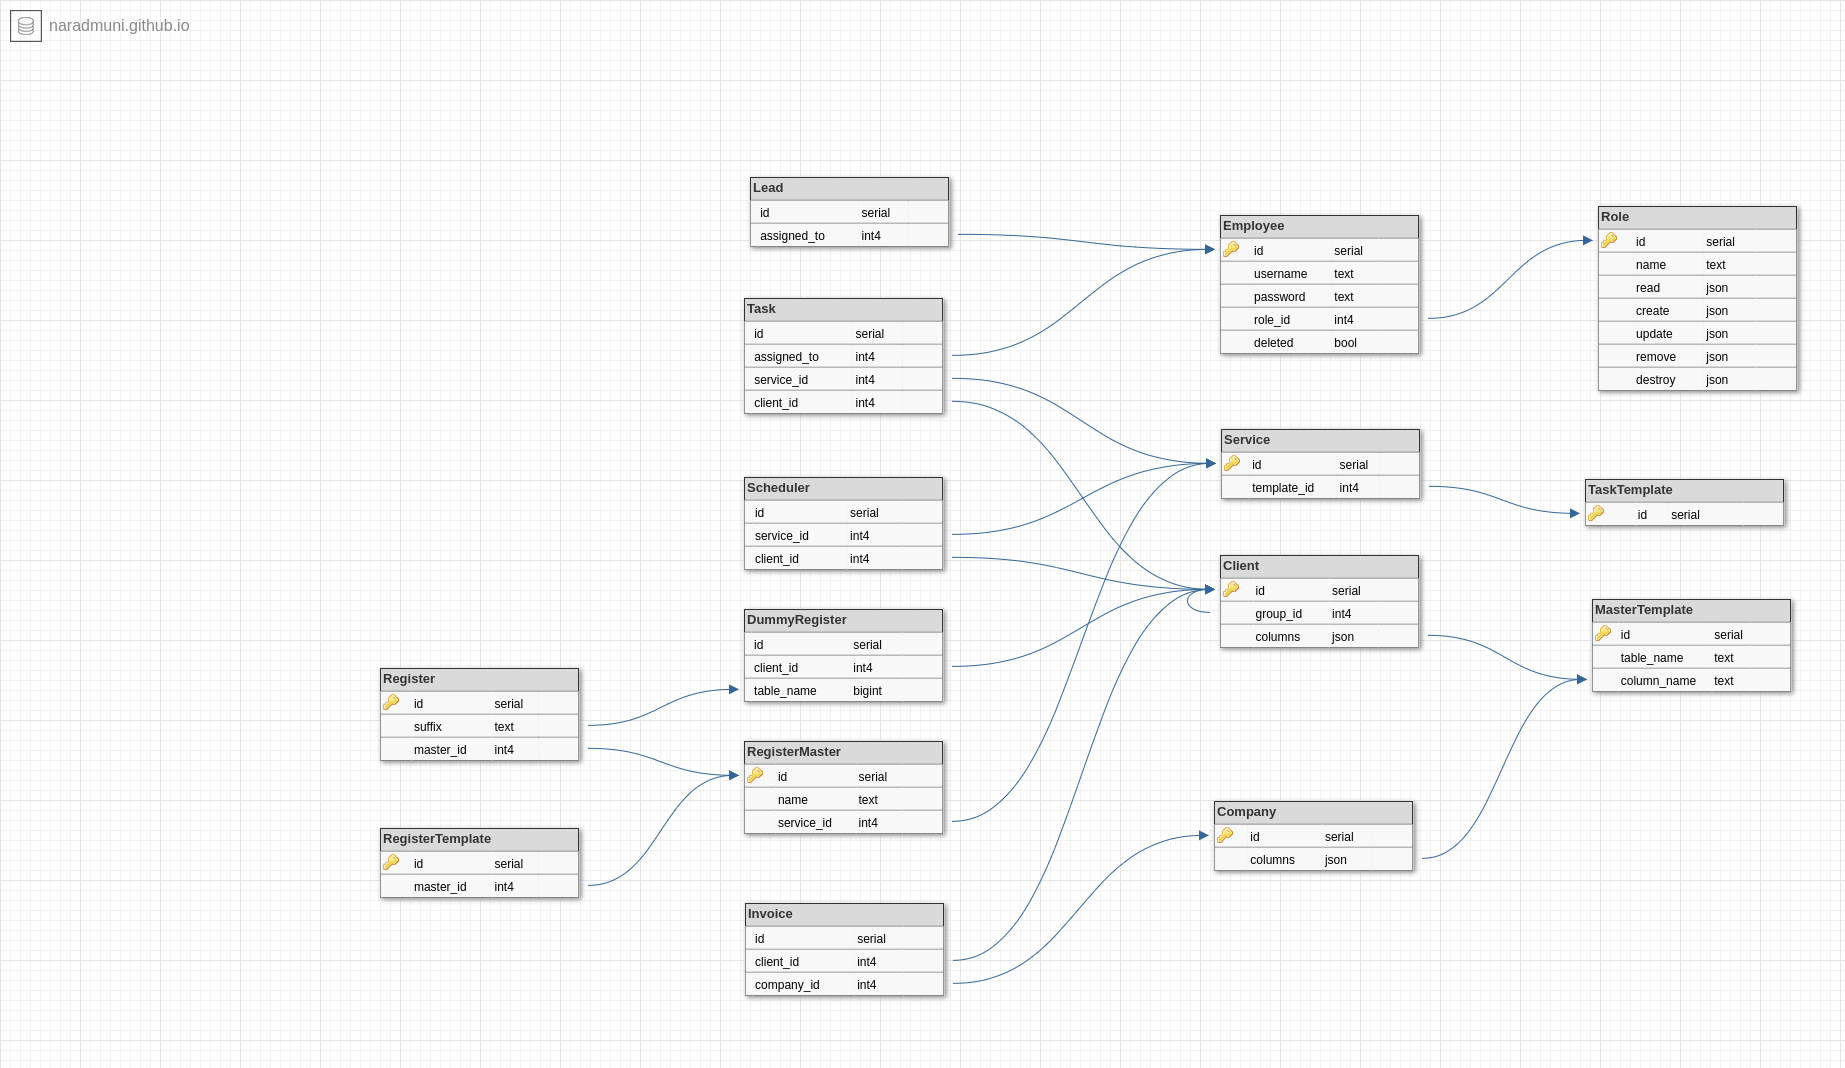 naradmuni.github.io
Lead
id serial
assigned_to int4
Task
id serial
assigned_to int4
service_id int4
client_id int4
Scheduler
id serial
service_id int4
client_id int4
DummyRegister
id serial
client_id int4
table_name bigint
Register
id serial
suffix text
master_id int4
RegisterMaster
id serial
name text
service_id int4
RegisterTemplate
id serial
master_id int4
Invoice
id serial
client_id int4
company_id int4
Employee
id serial
username text
password text
role_id int4
deleted bool
Service
id serial
template_id int4
Client
id serial
group_id int4
columns json
Company
id serial
columns json
Role
id serial
name text
read json
create json
update json
remove json
destroy json
TaskTemplate
id serial
MasterTemplate
id serial
table_name text
column_name text